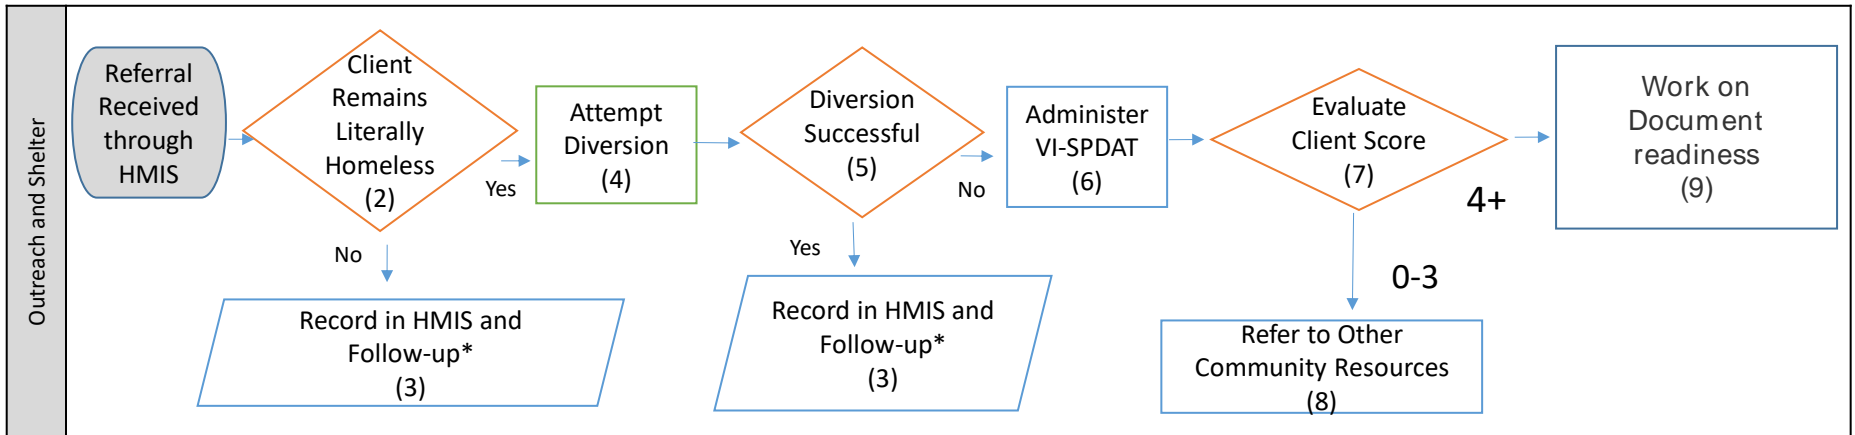 Outreach and Shelter
Referral
Received
through
HMIS
Client
Remains
Literally
Homeless
(2)
Yes
No
Record in HMIS and
Follow-up*
(3)
Attempt
Diversion
(4)
Diversion
Successful
(5)
No
Yes
Record in HMIS and
Follow-up*
(3)
Administer
VI-SPDAT
(6)
Evaluate
Client Score
(7)
4+
0-3
Refer to Other
Community Resources
(8)
Work on
Document
readiness
(9)